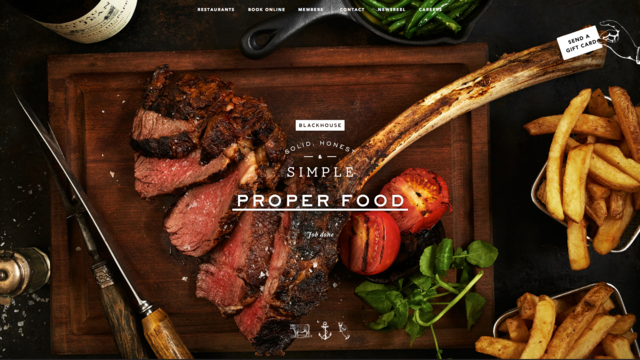 RESTAURANTS
BOOK ONLINE
MEMBERS
CONTACT
NEWSREEL
CAREERS
SEND A
GIFT CARD
BLACKHOUSE
SOLID, HONEST
&
SIMPLE
PROPER FOOD
Job done